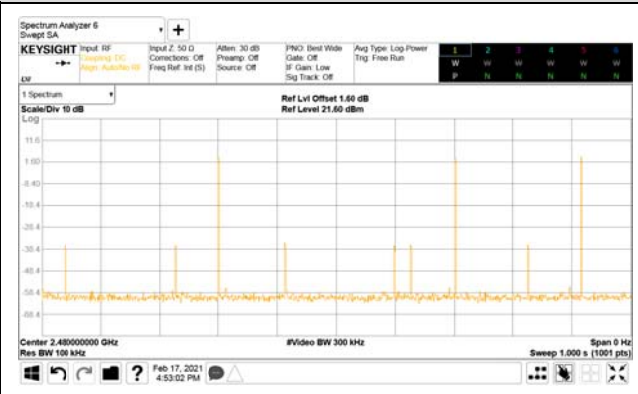 Spectrum Analyzer 6
Swept SA
+
KEYSIGHT Input: RF Input Z: 50 Ω Atten: 30 dB PNO: Best Wide Avg Type: Log-Power 1 2 3 4 5 6
Coupling: DC Corrections: Off Preamp: Off Gate: Off Trig: Free Run W W W W W W
Align: Auto/No RF Freq Ref: Int (S) Source: Off IF Gain: Low P N N N N N
Sig Track: Off
1 Spectrum
Scale/Div 10 dB
Ref Lvl Offset 1.60 dB
Ref Level 21.60 dBm
Log
11.6
1.60
-8.40
-18.4
-28.4
-38.4
-48.4
-58.4
-68.4
Center 2.480000000 GHz #Video BW 300 kHz Span 0 Hz
Res BW 100 kHz Sweep 1.000 s (1001 pts)
? Feb 17, 2021
4:53:02 PM